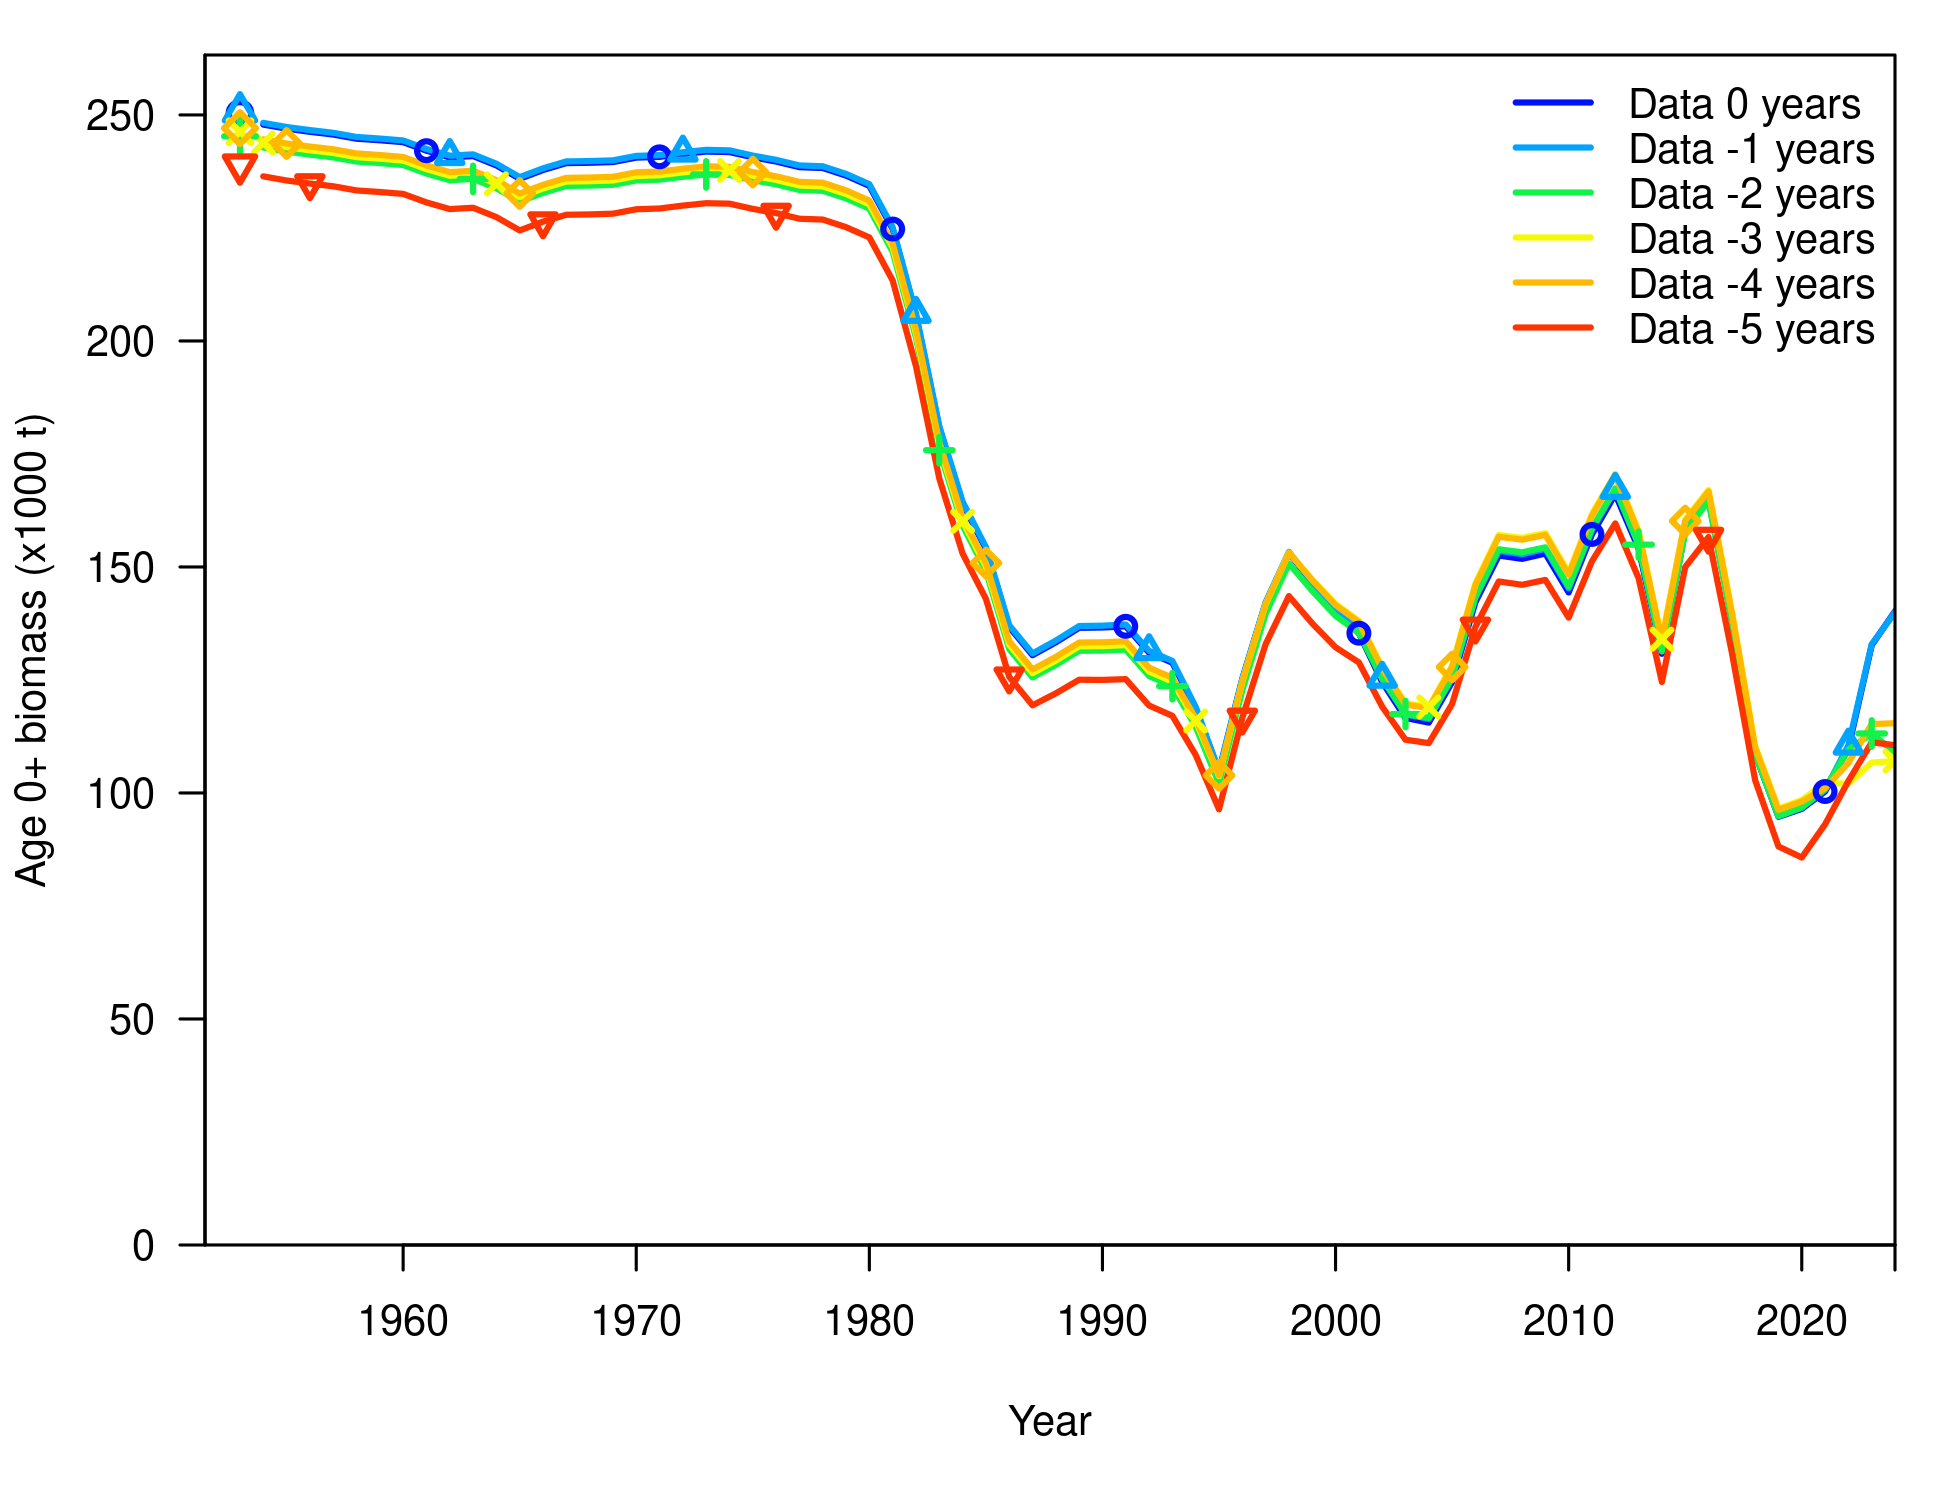 250
200
150
100
50
0
Age 0+ biomass (x1000 t)
Data 0 years
Data -1 years
Data -2 years
Data -3 years
Data -4 years
Data -5 years
1960 1970 1980 1990 2000 2010 2020
Year